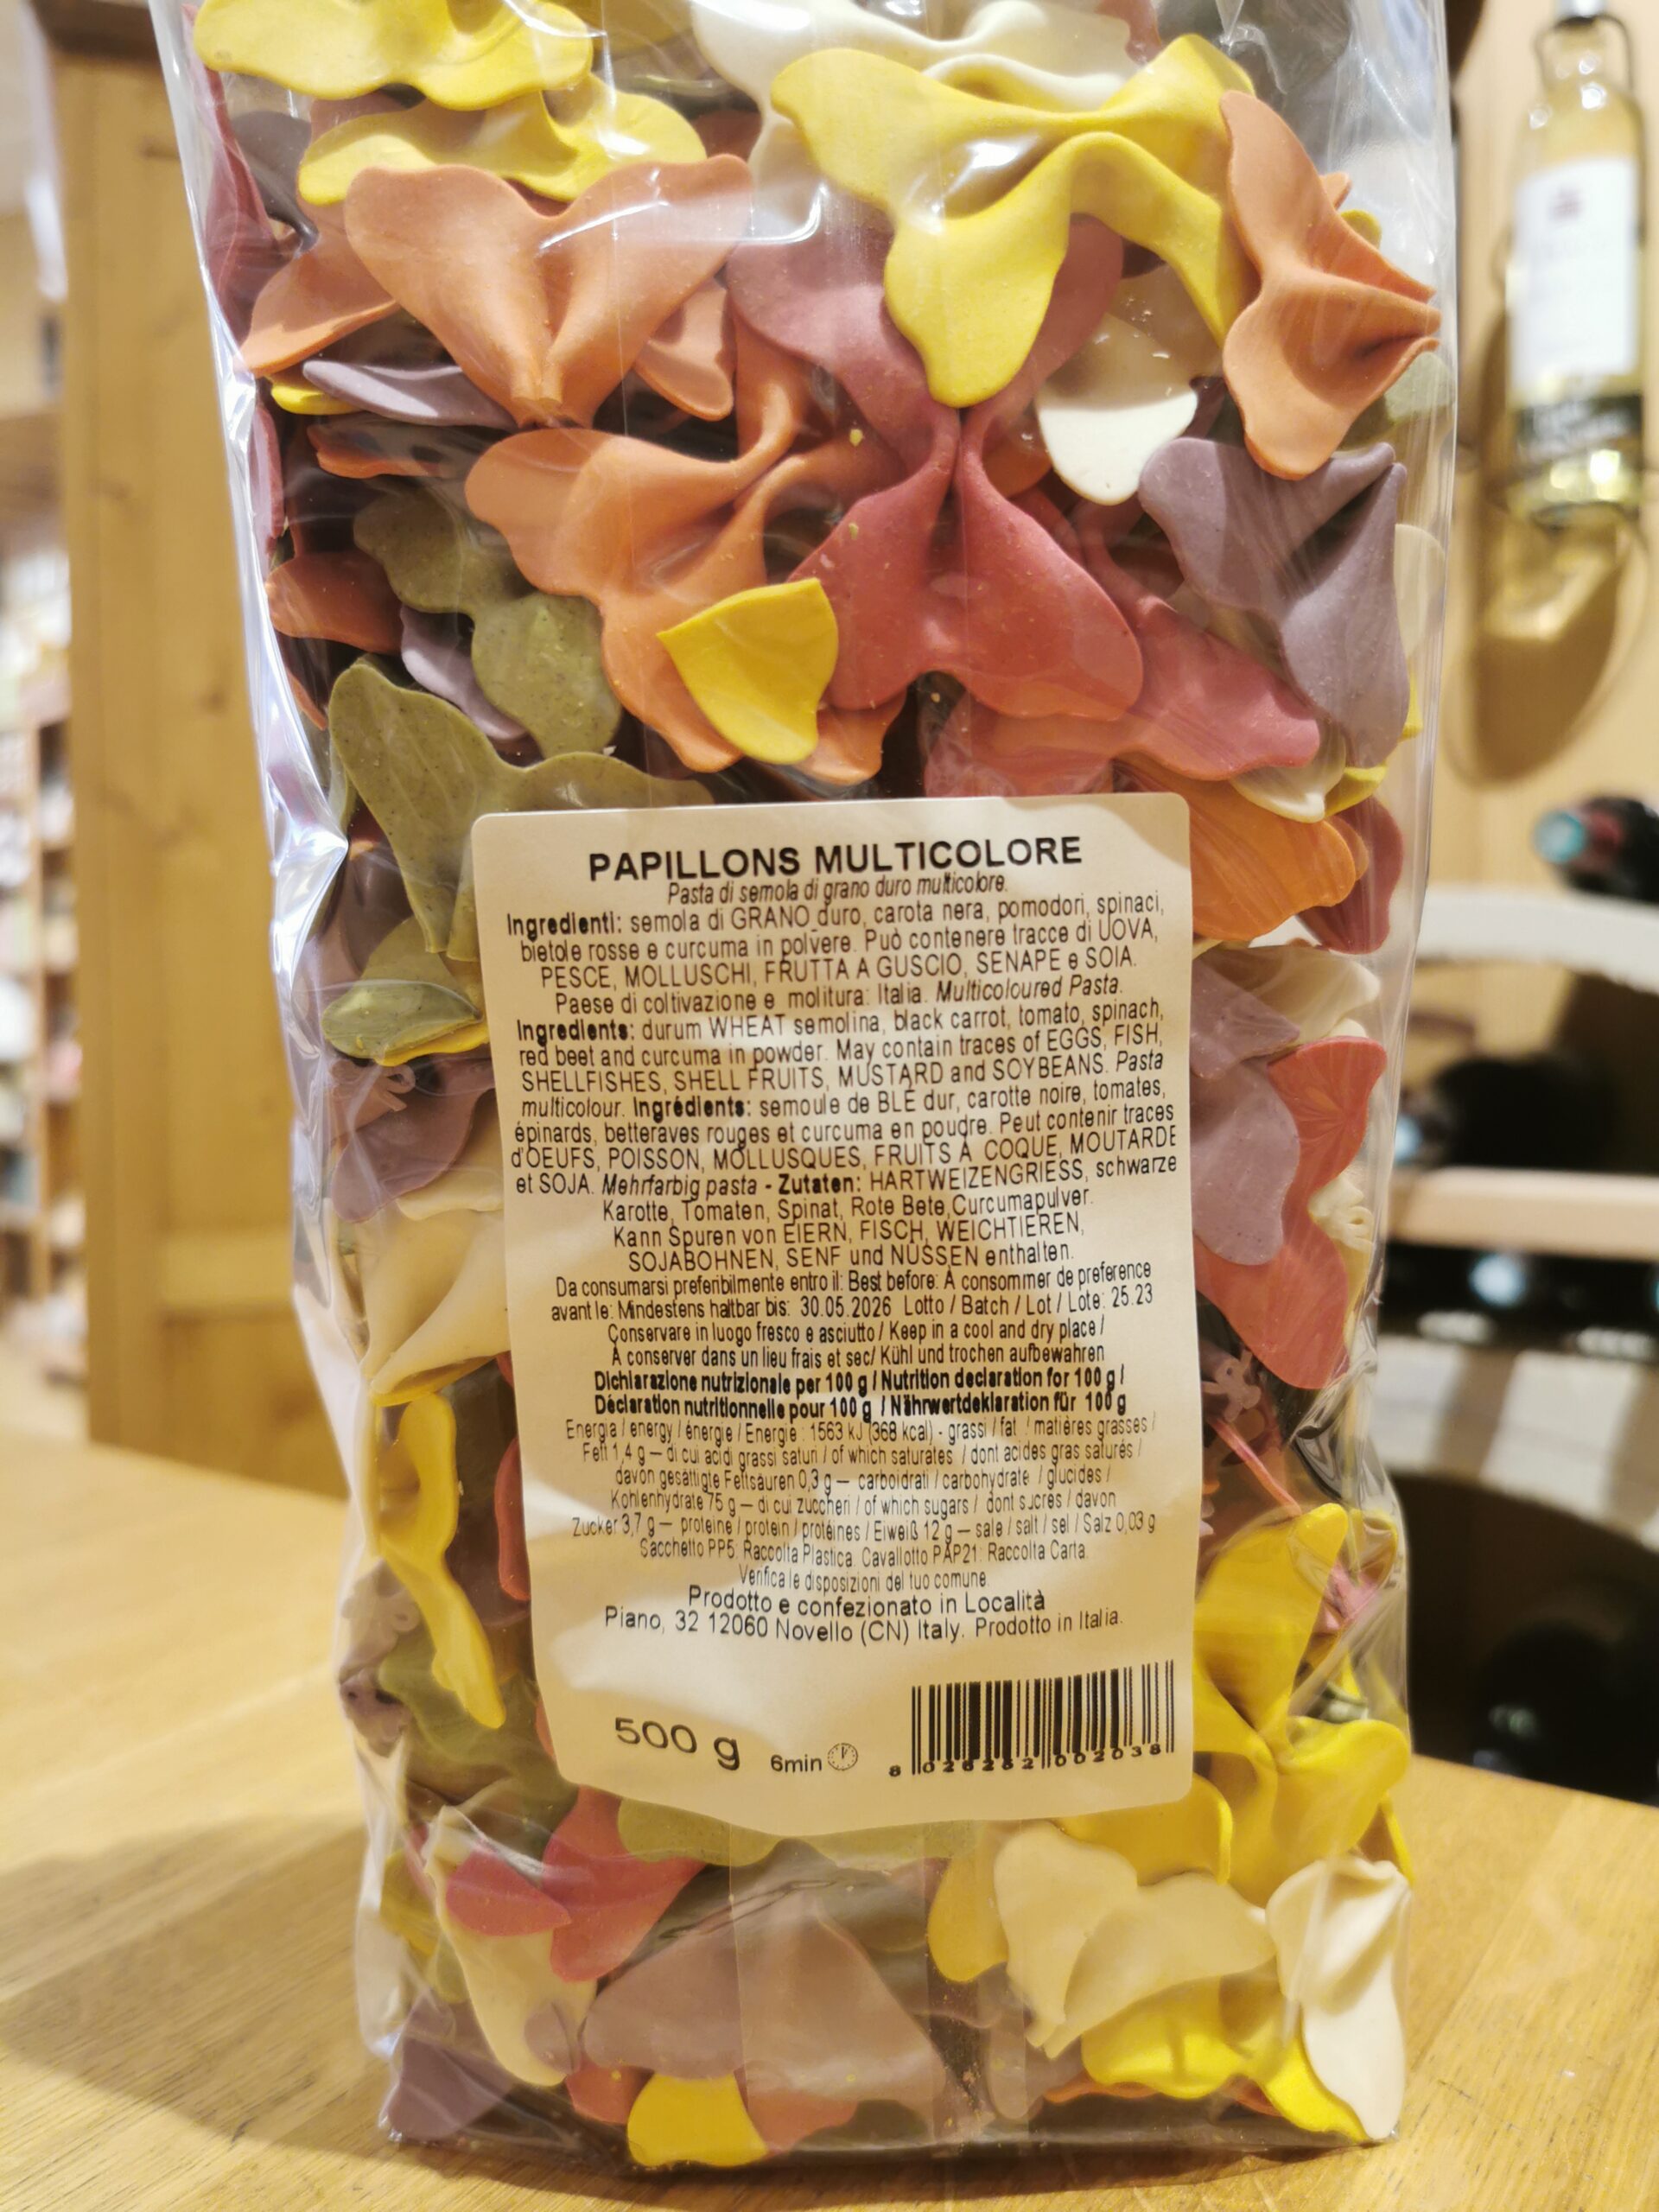 PAPILLONS MULTICOLORE
Pasta di semola di grano duro multicolore.
Ingredienti: semola di GRANO duro, carota nera, pomodori, spinaci,
bietole rosse e curcuma in polvere. Può contenere tracce di UOVA,
PESCE, MOLLUSCHI, FRUTTA A GUSCIO, SENAPE e SOIA.
Paese di coltivazione e molitura: Italia. Multicoloured Pasta.
Ingredients: durum WHEAT semolina, black carrot, tomato, spinach,
red beet and curcuma in powder. May contain traces of EGGS, FISH,
SHELLFISHES, SHELL FRUITS, MUSTARD and SOYBEANS. Pasta
multicolour. Ingrédients: semoule de BLÉ dur, carotte noire, tomates,
épinards, betteraves rouges et curcuma en poudre. Peut contenir traces
d'OEUFS, POISSON, MOLLUSQUES, FRUITS À COQUE, MOUTARDE
et SOJA. Mehrfarbig pasta - Zutaten: HARTWEIZENGRIESS, schwarze
Karotte, Tomaten, Spinat, Rote Bete,Curcumapulver.
Kann Spuren von EIERN, FISCH, WEICHTIEREN,
SOJABOHNEN, SENF und NÜSSEN enthalten.
Da consumarsi preferibilmente entro il: Best before: À consommer de preference
avant le: Mindestens haltbar bis: 30.05.2026 Lotto / Batch / Lot / Lote: 25.23
Conservare in luogo fresco e asciutto / Keep in a cool and dry place /
À conserver dans un lieu frais et sec/ Kühl und trochen aufbewahren
Dichiarazione nutrizionale per 100 g / Nutrition declaration for 100 g /
Déclaration nutritionnelle pour 100 g / Nährwertdeklaration für 100 g
Energia / energy / énergie / Energie : 1563 kJ (368 kcal) - grassi / fat / matières grasses /
Fett 1,4 g — di cui acidi grassi saturi / of which saturates / dont acides gras saturés /
davon gesättigte Fettsäuren 0,3 g — carboidrati / carbohydrate / glucides /
Kohlenhydrate 75 g — di cui zuccheri / of which sugars / dont sucres / davon
Zucker 3,7 g — proteine / protein / protéines / Eiweiß 12 g — sale / salt / sel / Salz 0,03 g
Sacchetto PP5: Raccolta Plastica. Cavallotto PAP21: Raccolta Carta.
Verifica le disposizioni del tuo comune.
Prodotto e confezionato in Località
Piano, 32 12060 Novello (CN) Italy. Prodotto in Italia.
500 g 6min
8 026282 002038